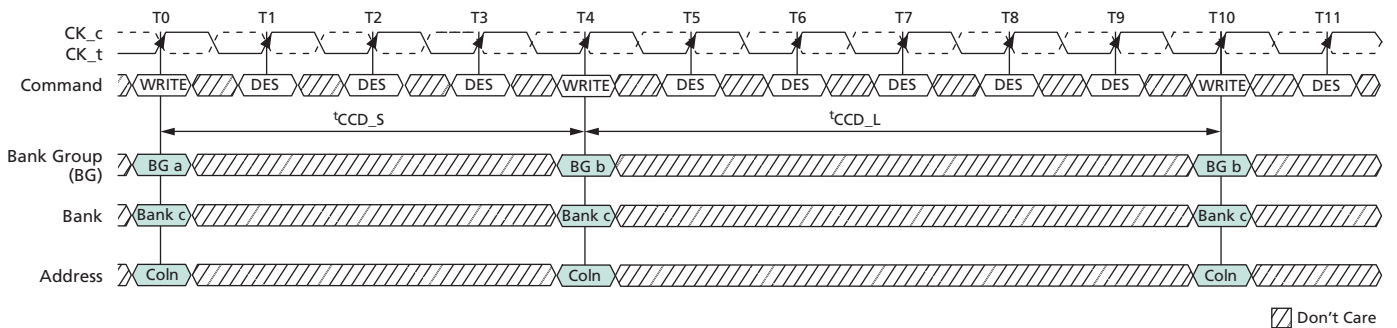 T0 T1 T2 T3 T4 T5 T6 T7 T8 T9 T10 T11
CK_c
CK_t
Command WRITE DES DES DES WRITE DES DES DES DES DES WRITE DES
tCCD_S tCCD_L
Bank Group (BG) BG a BG b BG b
Bank Bank c Bank c Bank c
Address Coln Coln Coln
Don't Care